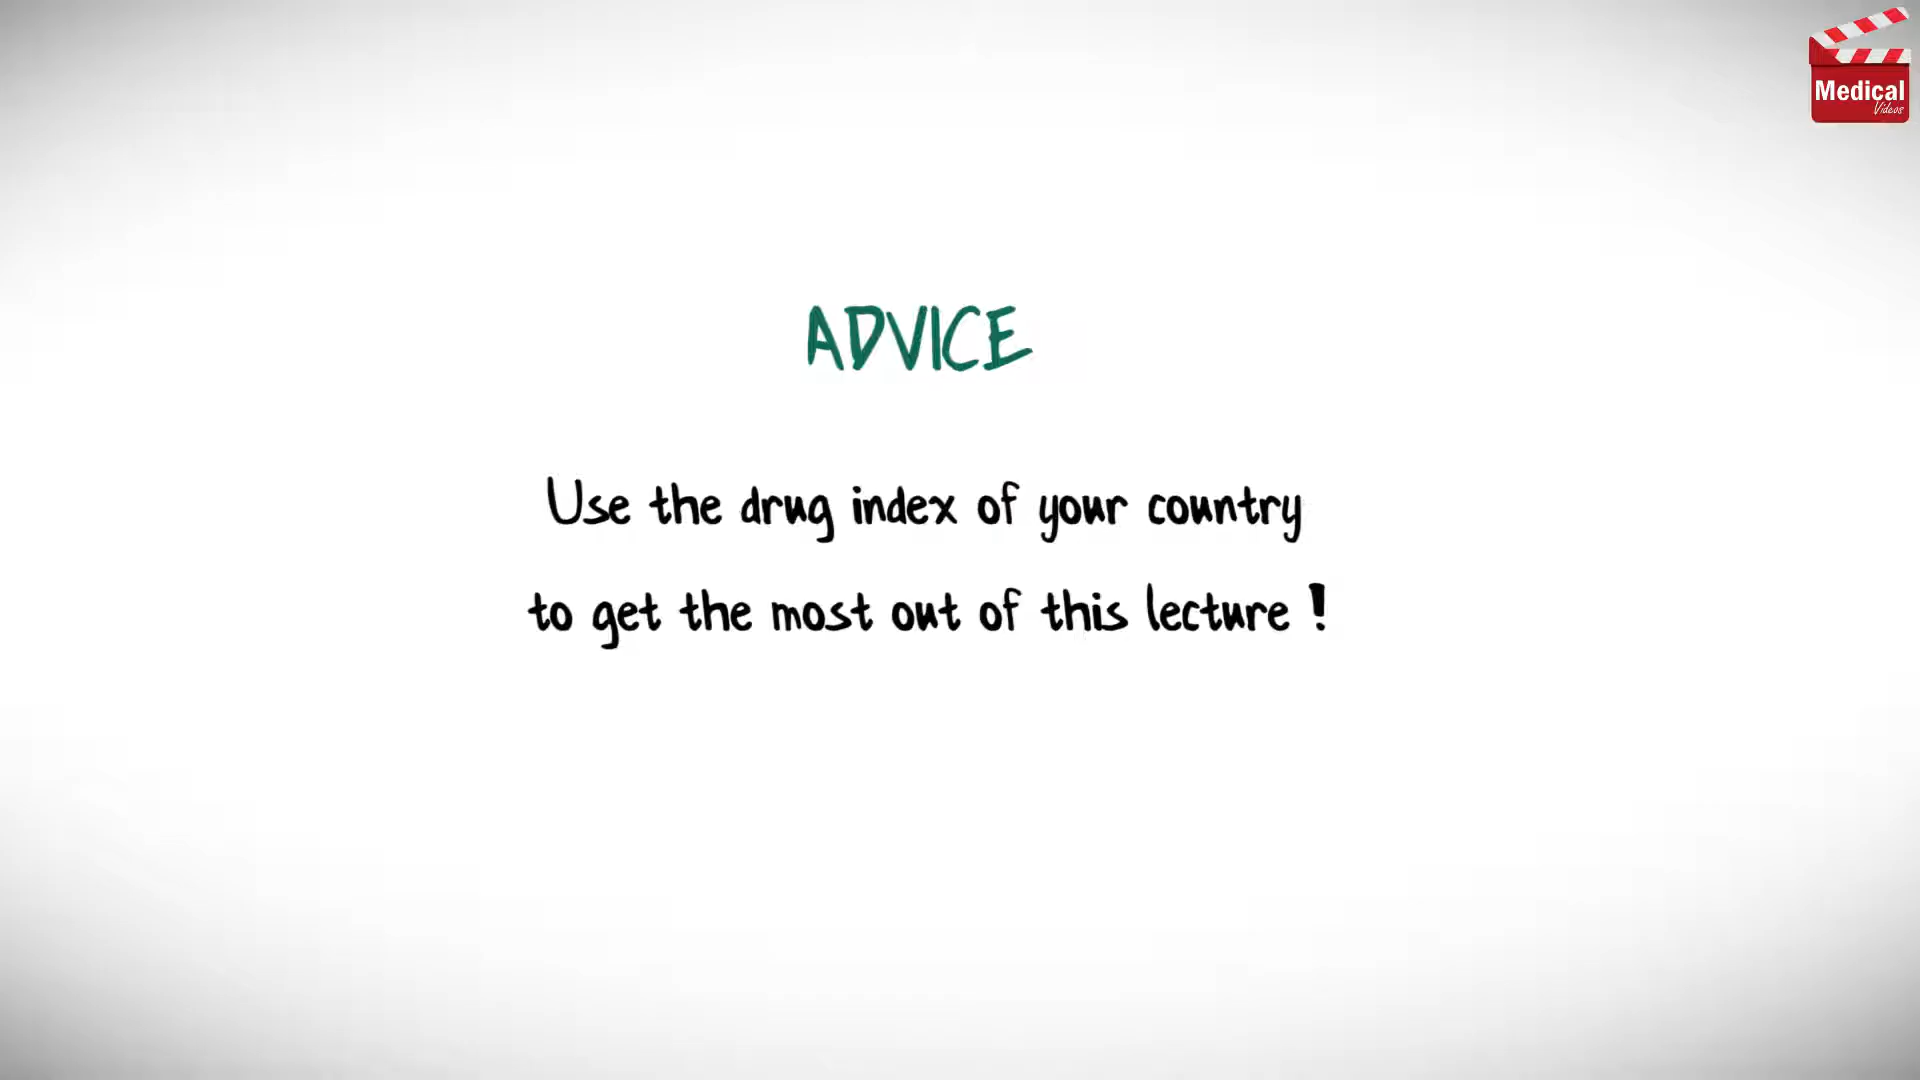 Medical
Videos
ADVICE
Use the drug index of your country
to get the most out of this lecture !